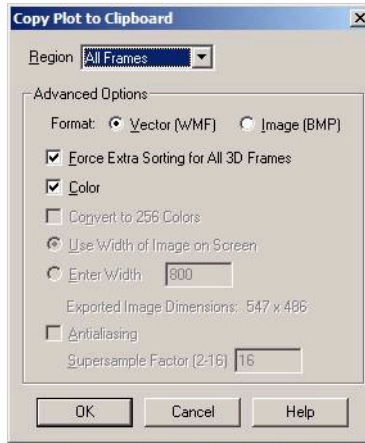 Copy Plot to Clipboard
Region All Frames
Advanced Options
Format: Vector (WMF) Image (BMP)
Force Extra Sorting for All 3D Frames
Color
Convert to 256 Colors
Use Width of Image on Screen
Enter Width 800
Exported Image Dimensions: 547 x 486
Antialiasing
Supersample Factor (2-16) 16
OK Cancel Help